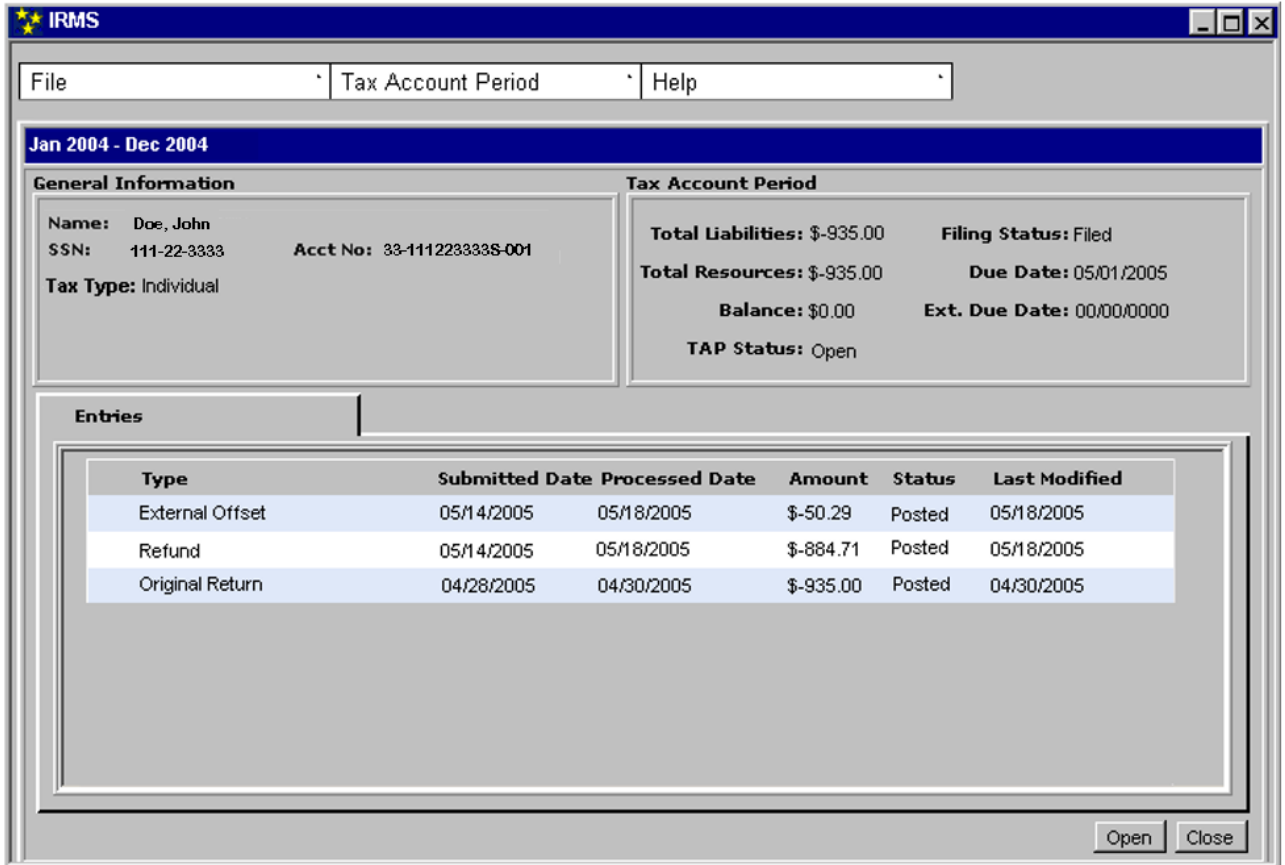 IRMS
File
Tax Account Period
Help
Jan 2004 - Dec 2004
General Information
Name: Doe, John
SSN: 111-22-3333 Acct No: 33-111223333S-001
Tax Type: Individual
Tax Account Period
Total Liabilities: $-935.00 Filing Status: Filed
Total Resources: $-935.00 Due Date: 05/01/2005
Balance: $0.00 Ext. Due Date: 00/00/0000
TAP Status: Open
Entries
Type Submitted Date Processed Date Amount Status Last Modified
External Offset 05/14/2005 05/18/2005 $-50.29 Posted 05/18/2005
Refund 05/14/2005 05/18/2005 $-884.71 Posted 05/18/2005
Original Return 04/28/2005 04/30/2005 $-935.00 Posted 04/30/2005
Open Close